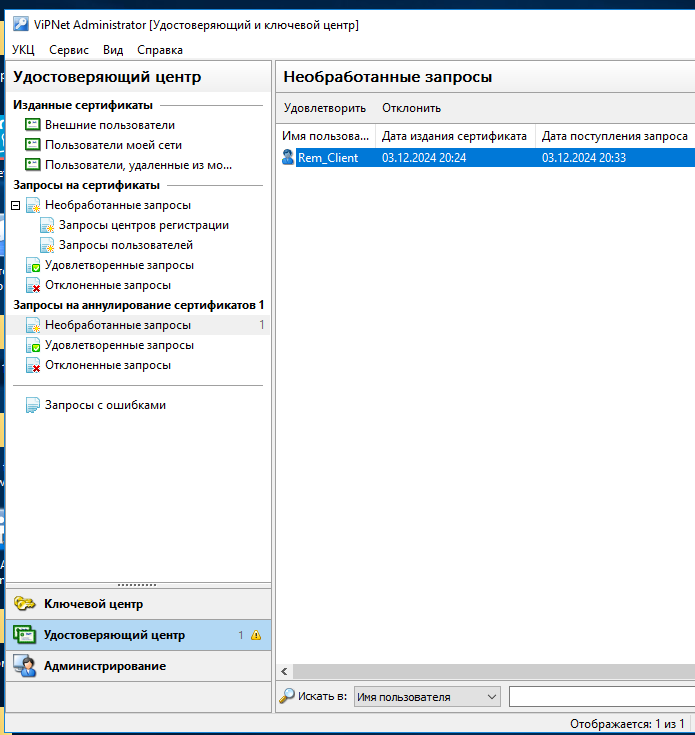 ViPNet Administrator [Удостоверяющий и ключевой центр]
УКЦ Сервис Вид Справка
Удостоверяющий центр
Изданные сертификаты
Внешние пользователи
Пользователи моей сети
Пользователи, удаленные из мо...
Запросы на сертификаты
Необработанные запросы
Запросы центров регистрации
Запросы пользователей
Удовлетворенные запросы
Отклоненные запросы
Запросы на аннулирование сертификатов 1
Необработанные запросы 1
Удовлетворенные запросы
Отклоненные запросы
Запросы с ошибками
Ключевой центр
Удостоверяющий центр 1
Администрирование
Необработанные запросы
Удовлетворить Отклонить
Имя пользова... Дата издания сертификата Дата поступления запроса
Rem_Client 03.12.2024 20:24 03.12.2024 20:33
Искать в: Имя пользователя
Отображается: 1 из 1